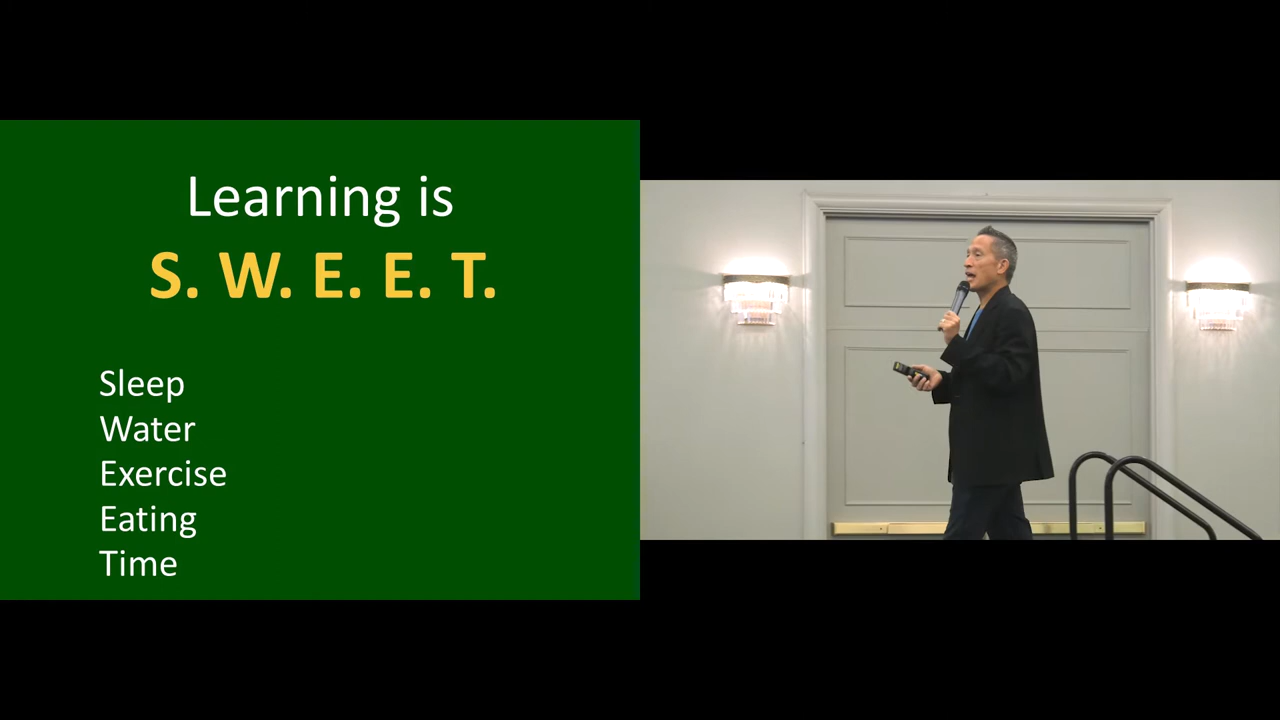 Learning is
S. W. E. E. T.
Sleep
Water
Exercise
Eating
Time